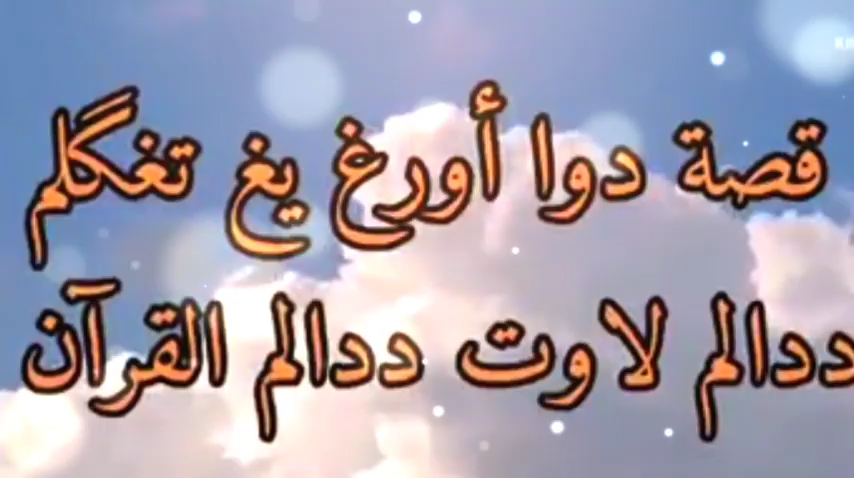 قصة دوا أورغ يغ تغگلم
ددالم لاوت ددالم القرآن